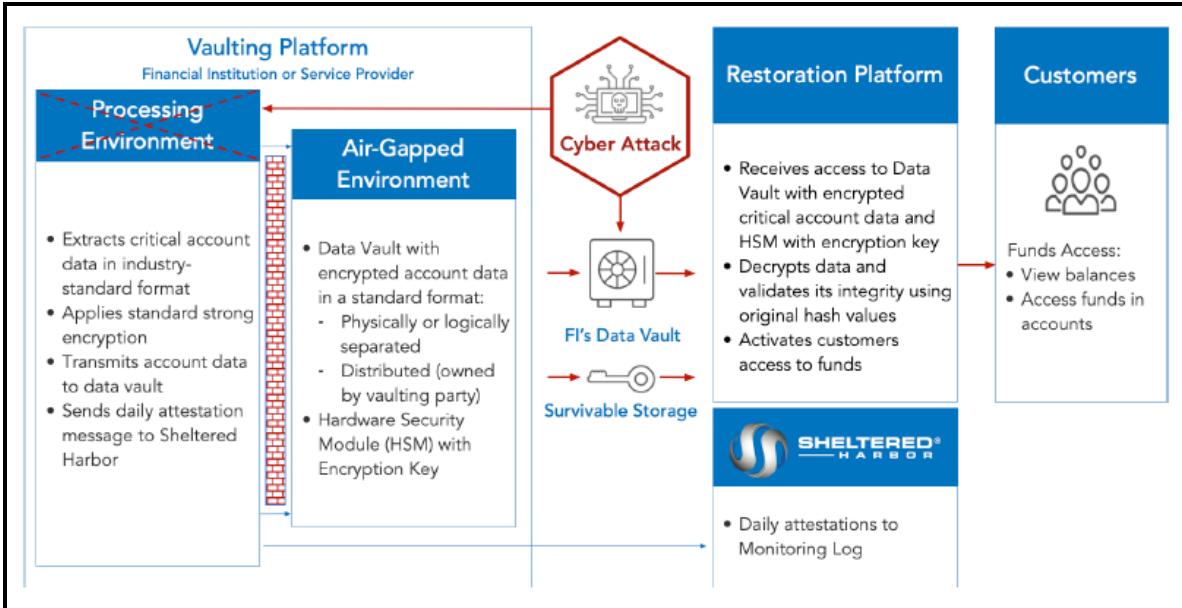 Vaulting Platform
Financial Institution or Service Provider
Processing
Environment
• Extracts critical account
data in industry-
standard format
• Applies standard strong
encryption
• Transmits account data
to data vault
• Sends daily attestation
message to Sheltered
Harbor
Air-Gapped
Environment
• Data Vault with
encrypted account data
in a standard format:
- Physically or logically
separated
- Distributed (owned
by vaulting party)
• Hardware Security
Module (HSM) with
Encryption Key
Cyber Attack
FI's Data Vault
Survivable Storage
Restoration Platform
• Receives access to Data
Vault with encrypted
critical account data and
HSM with encryption key
• Decrypts data and
validates its integrity using
original hash values
• Activates customers
access to funds
SHELTERED®
HARBOR
• Daily attestations to
Monitoring Log
Customers
Funds Access:
• View balances
• Access funds in
accounts